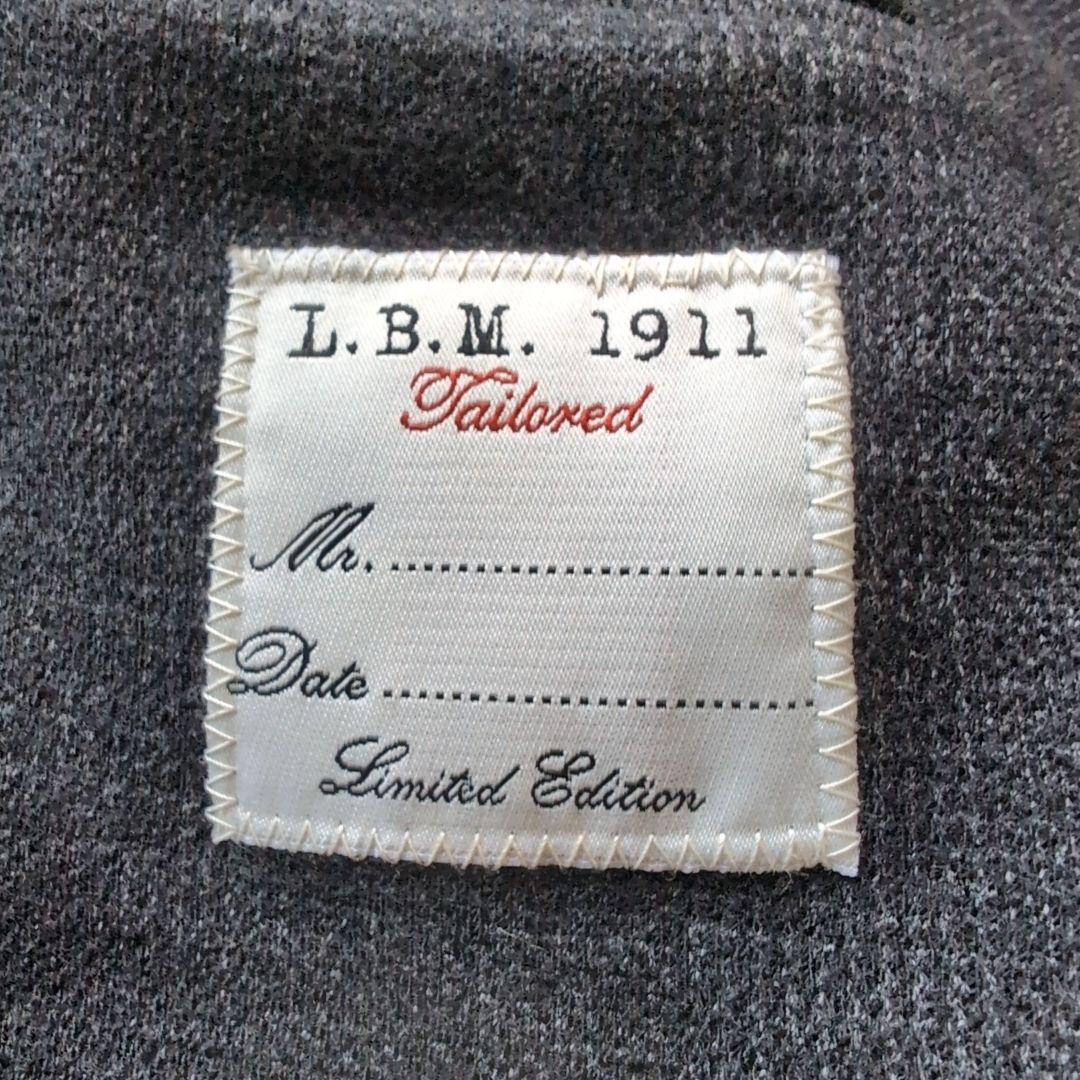 L.B.M. 1911
Tailored
Mr. ........................................
Date ........................................
Limited Edition